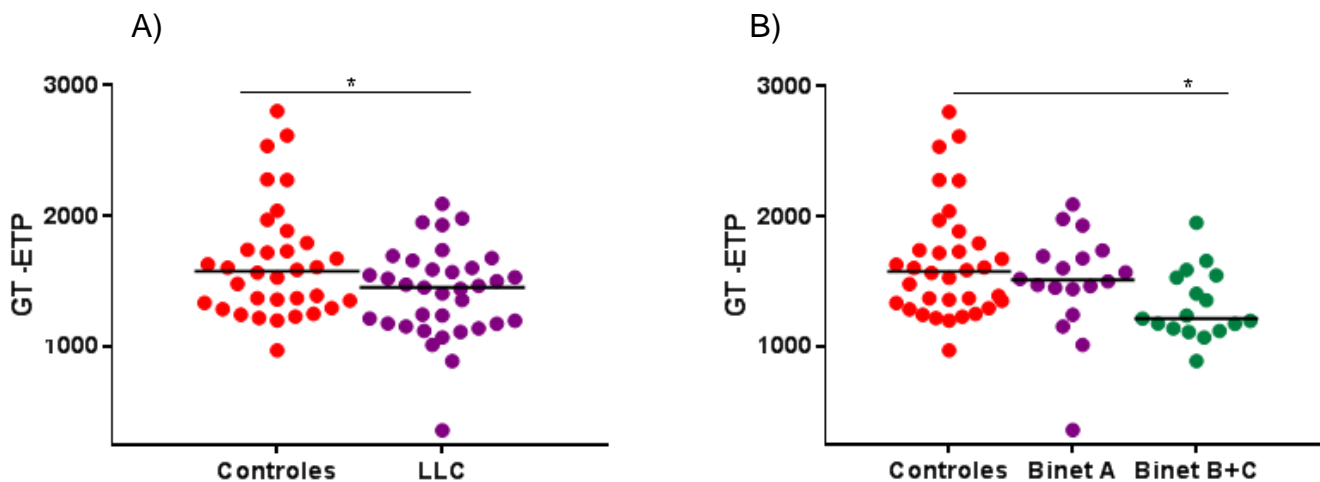 A)
3000
2000
1000
GT -ETP
*
Controles
LLC
B)
3000
2000
1000
GT -ETP
*
Controles
Binet A
Binet B+C